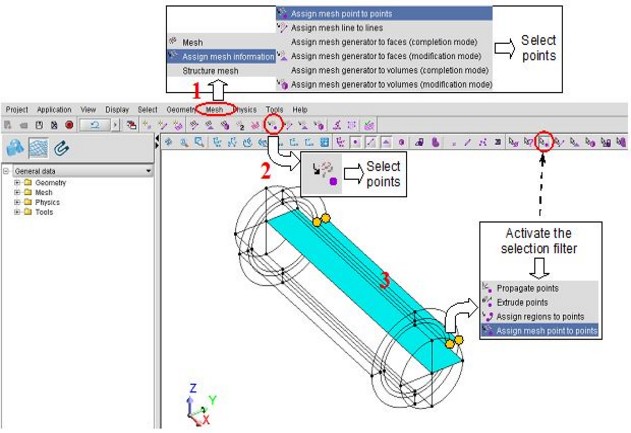 Assign mesh point to points
Assign mesh line to lines
Mesh
Assign mesh generator to faces (completion mode)
Assign mesh information
Assign mesh generator to faces (modification mode)
Structure mesh
Assign mesh generator to volumes (completion mode)
Assign mesh generator to volumes (modification mode)
Select
points
1
Project Application View Display Select Geometry Mesh Physics Tools Help
2
Select
points
General data
Geometry
Mesh
Physics
Tools
3
Activate the
selection filter
Propagate points
Extrude points
Assign regions to points
Assign mesh point to points
Z
Y
X